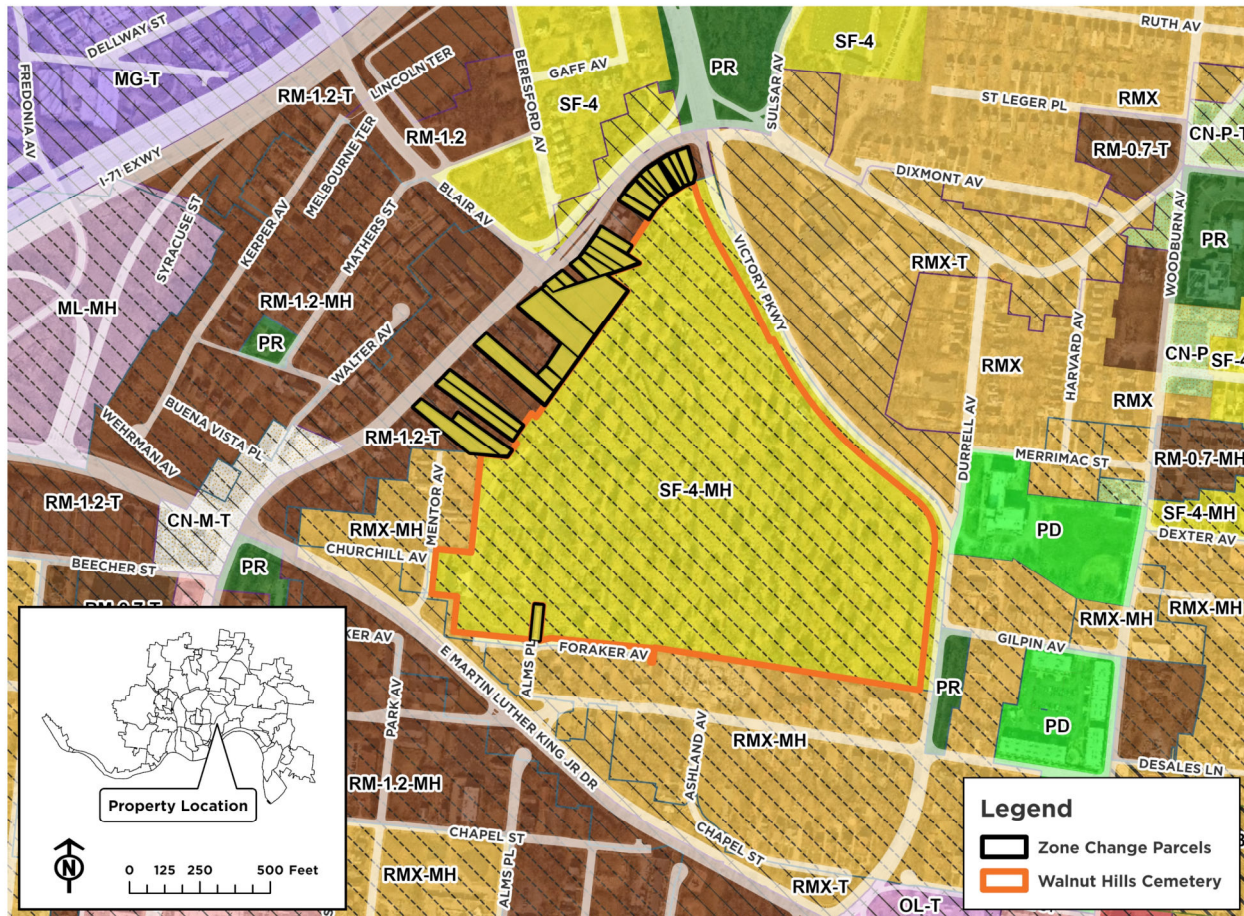 DELLWAY ST
MG-T
FREDONIA AV
I-71 EXWY
RM-1.2-T
LINCOLN TER
RM-1.2
BERESFORD AV
GAFF AV
SF-4
PR
SULSAR AV
SF-4
RUTH AV
ST LEGER PL
RMX
CN-P-T
RM-0.7-T
DIXMONT AV
WOODBURN AV
PR
SYRACUSE ST
KERPER AV
MELBOURNE TER
MATHERS ST
BLAIR AV
VICTORY PKWY
RMX-T
ML-MH
RM-1.2-MH
PR
WALTER AV
HARVARD AV
CN-P
SF-4
RMX
RMX
DURRELL AV
WEHRMAN AV
BUENA VISTA PL
RM-1.2-T
MERRIMAC ST
RM-0.7-MH
RM-1.2-T
CN-M-T
MENTOR AV
RMX-MH
CHURCHILL AV
SF-4-MH
PD
SF-4-MH
DEXTER AV
BEECHER ST
PR
RMX-MH
RMX-MH
GILPIN AV
ALMS PL
FORAKER AV
E MARTIN LUTHER KING JR DR
PARK AV
PR
PD
RMX-MH
ASHLAND AV
RM-1.2-MH
DESALES LN
CHAPEL ST
CHAPEL ST
ALMS PL
RMX-MH
RMX-T
OL-T
Property Location
N
0 125 250 500 Feet
Legend
Zone Change Parcels
Walnut Hills Cemetery